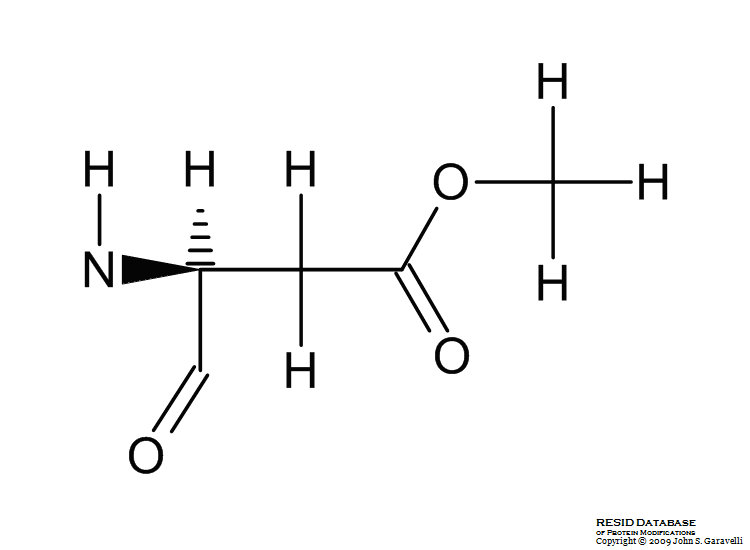 H
H H H
O H
N
H
H
O
O
RESID DATABASE
OF PROTEIN MODIFICATIONS
Copyright © 2009 John S. Garavelli